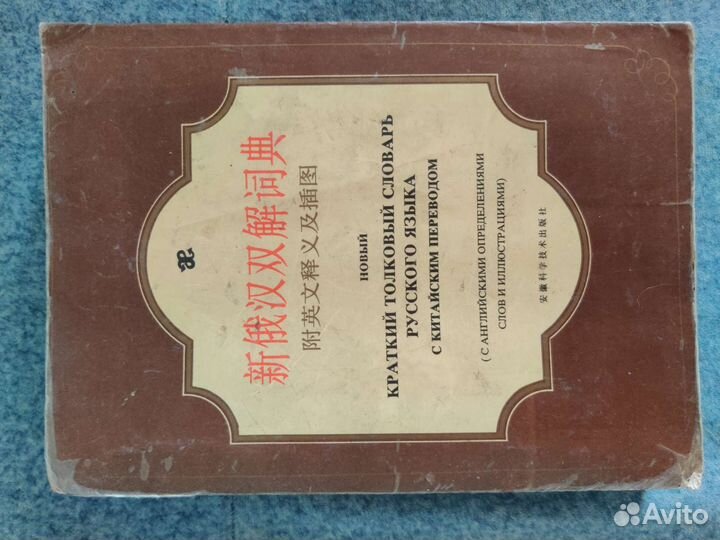 新俄汉双解词典
附英文释义及插图
НОВЫЙ
КРАТКИЙ ТОЛКОВЫЙ СЛОВАРЬ
РУССКОГО ЯЗЫКА
С КИТАЙСКИМ ПЕРЕВОДОМ
( С АНГЛИЙСКИМИ ОПРЕДЕЛЕНИЯМИ
СЛОВ И ИЛЛЮСТРАЦИЯМИ)
安徽科学技术出版社
Avito